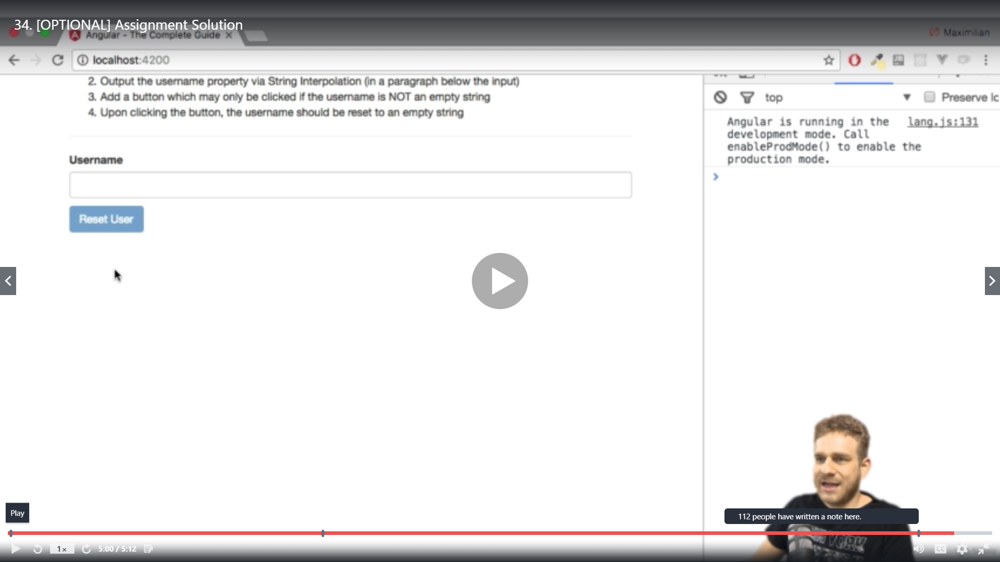 34. [OPTIONAL] Assignment Solution
Angular - The Complete Guide
Maximilian
localhost:4200
2. Output the username property via String Interpolation (in a paragraph below the input)
3. Add a button which may only be clicked if the username is NOT an empty string
4. Upon clicking the button, the username should be reset to an empty string
top
Preserve lc
Angular is running in the lang.js:131
development mode. Call
enableProdMode() to enable the
production mode.
Username
Reset User
Play
112 people have written a note here.
1x
5:00 / 5:12
CC
YORK